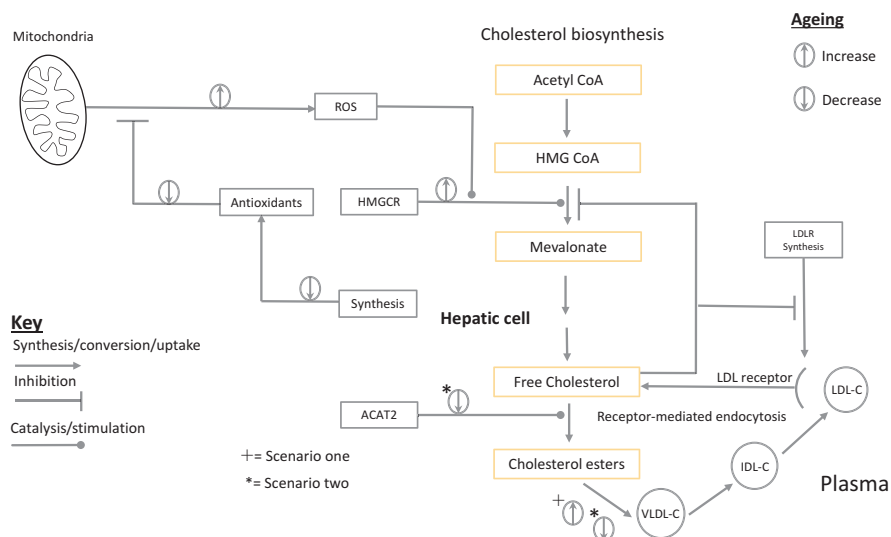 Mitochondria
Cholesterol biosynthesis
Ageing
Increase
Decrease
Acetyl CoA
ROS
HMG CoA
Antioxidants
HMGCR
LDLR
Synthesis
Mevalonate
Synthesis
Key
Hepatic cell
Synthesis/conversion/uptake
Inhibition
Catalysis/stimulation
Free Cholesterol
LDL receptor
LDL-C
*
ACAT2
Receptor-mediated endocytosis
+= Scenario one
*= Scenario two
Cholesterol esters
IDL-C
Plasma
+
*
VLDL-C